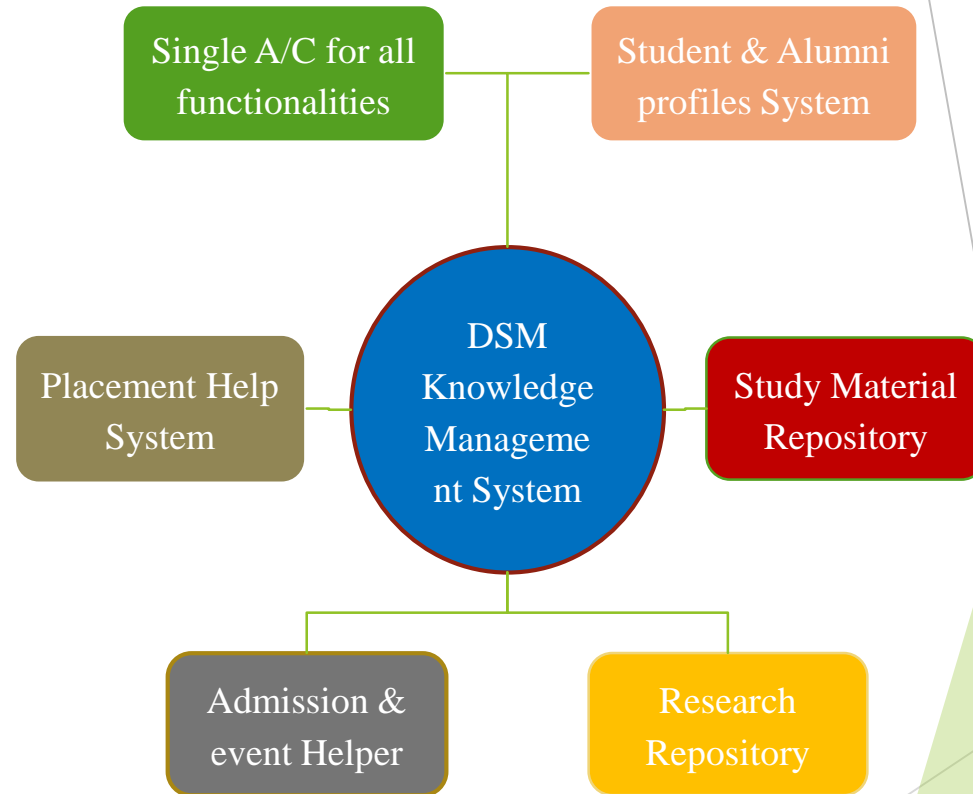 Single A/C for all
functionalities
Student & Alumni
profiles System
DSM
Knowledge
Manageme
nt System
Placement Help
System
Study Material
Repository
Admission &
event Helper
Research
Repository